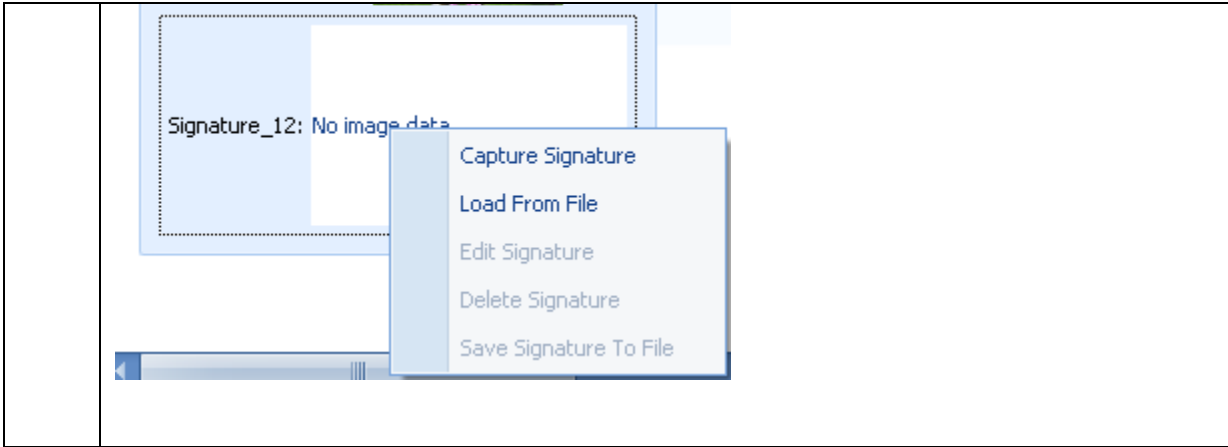 Signature_12: No image data
Capture Signature
Load From File
Edit Signature
Delete Signature
Save Signature To File